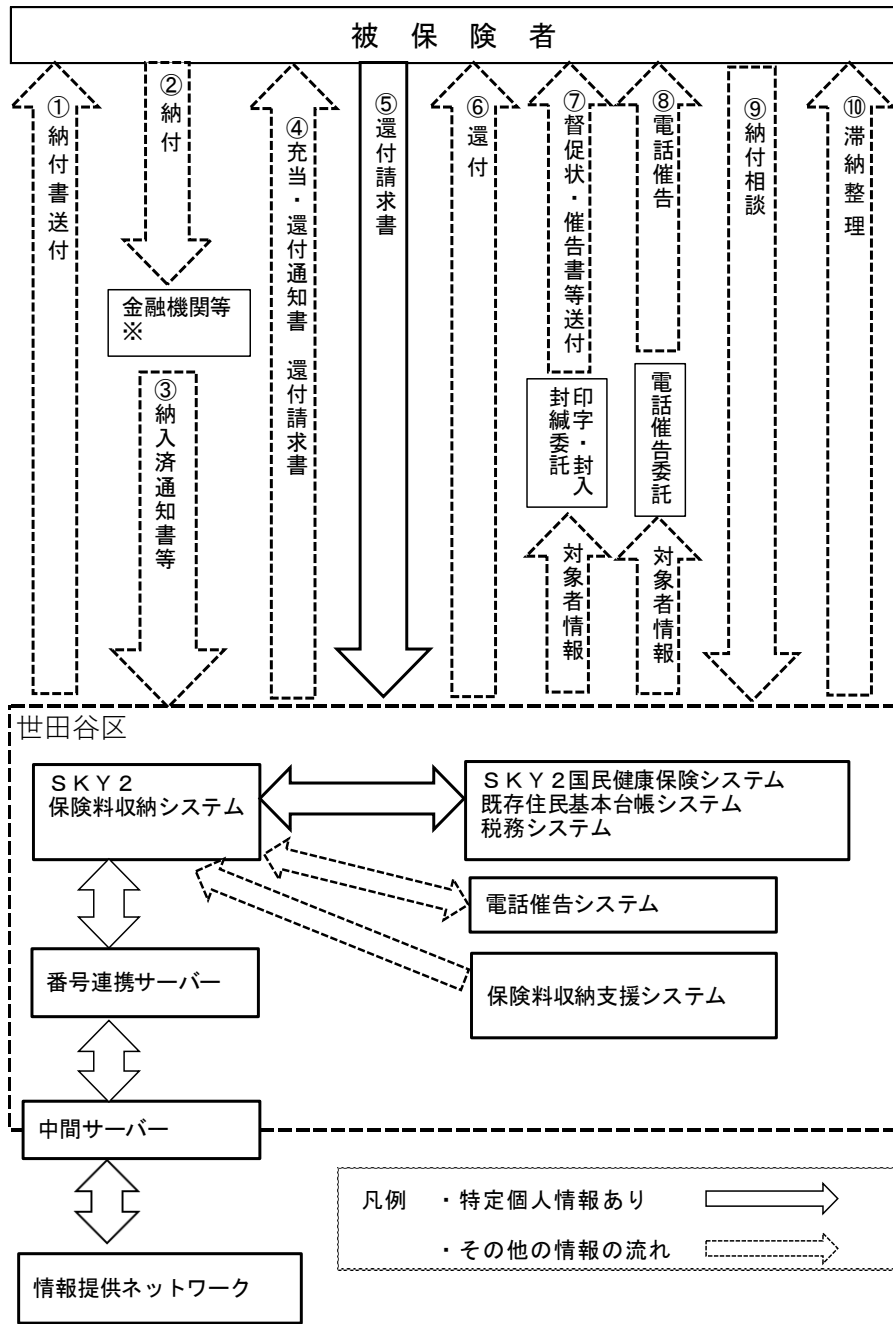 被保険者
①納付書送付
②納付
金融機関等
※
③納入済通知書等
④充当・還付通知書 還付請求書
⑤還付請求書
⑥還付
⑦督促状・催告書等送付
印字・封入
封緘委託
対象者情報
⑧電話催告
電話催告委託
対象者情報
⑨納付相談
⑩滞納整理
世田谷区
SKY2
保険料収納システム
SKY2国民健康保険システム
既存住民基本台帳システム
税務システム
電話催告システム
番号連携サーバー
保険料収納支援システム
中間サーバー
凡例 ・特定個人情報あり
・その他の情報の流れ
情報提供ネットワーク